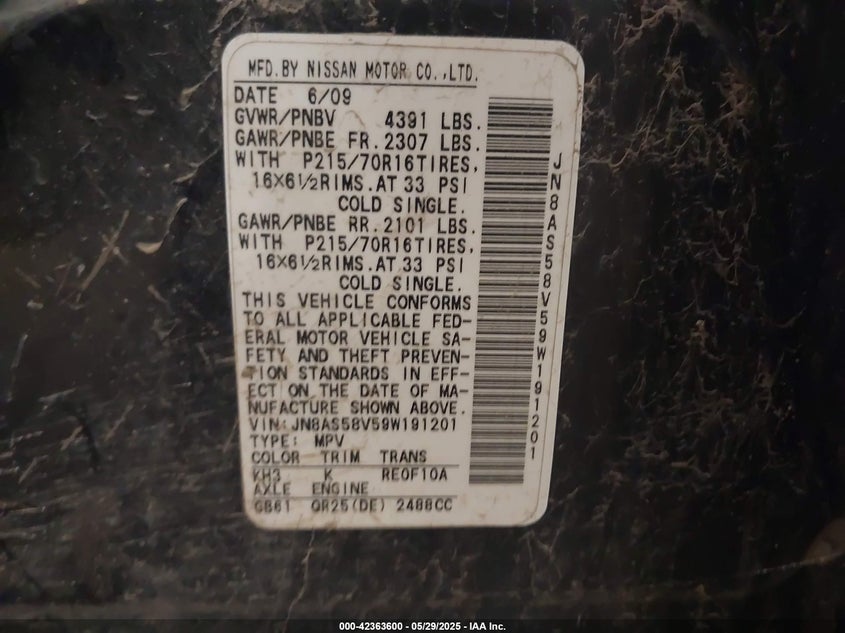 MFD.BY NISSAN MOTOR CO.,LTD.
DATE 6/09
GVWR/PNBV 4391 LBS.
GAWR/PNBE FR.2307 LBS.
WITH P215/70R16TIRES,
16X6½RIMS.AT 33 PSI
COLD SINGLE.
GAWR/PNBE RR.2101 LBS.
WITH P215/70R16TIRES,
16X6½RIMS.AT 33 PSI
COLD SINGLE.
THIS VEHICLE CONFORMS
TO ALL APPLICABLE FED-
ERAL MOTOR VEHICLE SA-
FETY AND THEFT PREVEN-
TION STANDARDS IN EFF-
ECT ON THE DATE OF MA-
NUFACTURE SHOWN ABOVE.
VIN:JN8AS58V59W191201
TYPE: MPV
COLOR TRIM TRANS
KH3 K RE0F10A
AXLE ENGINE
GB61 QR25(DE) 2488CC
JN8AS58V59W191201
000-42363600 - 05/29/2025 - IAA Inc.